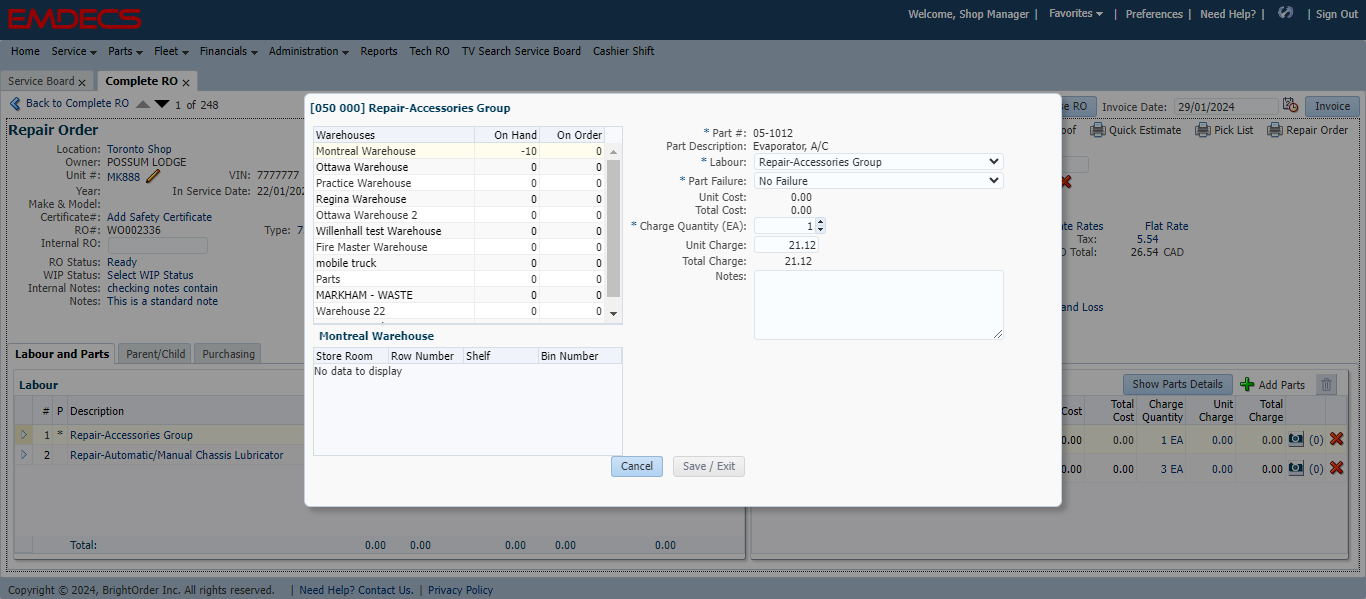 EMDECS
Welcome, Shop Manager | Favorites | Preferences | Need Help? | | Sign Out
Home Service Parts Fleet Financials Administration Reports Tech RO TV Search Service Board Cashier Shift
Service Board x Complete RO x
Back to Complete RO 1 of 248
RO Invoice Date: 29/01/2024 Invoice
Repair Order
Quick Estimate Pick List Repair Order
Location: Toronto Shop
Owner: POSSUM LODGE
Unit #: MK888 VIN: 7777777
Year: In Service Date: 22/01/202
Make & Model:
Certificate#: Add Safety Certificate
RO#: WO002336 Type: 7
Internal RO:
RO Status: Ready
WIP Status: Select WIP Status
Internal Notes: checking notes contain
Notes: This is a standard note
Rates Flat Rate
Tax: 5.54
Total: 26.54 CAD
and Loss
[050 000] Repair-Accessories Group
Warehouses On Hand On Order
Montreal Warehouse -10 0
Ottawa Warehouse 0 0
Practice Warehouse 0 0
Regina Warehouse 0 0
Ottawa Warehouse 2 0 0
Willenhall test Warehouse 0 0
Fire Master Warehouse 0 0
mobile truck 0 0
Parts 0 0
MARKHAM - WASTE 0 0
Warehouse 22 0 0
Montreal Warehouse
Store Room Row Number Shelf Bin Number
No data to display
* Part #: 05-1012
Part Description: Evaporator, A/C
* Labour: Repair-Accessories Group
* Part Failure: No Failure
Unit Cost: 0.00
Total Cost: 0.00
* Charge Quantity (EA): 1
Unit Charge: 21.12
Total Charge: 21.12
Notes:
Cancel Save / Exit
Labour and Parts Parent/Child Purchasing
Labour
# P Description
1 * Repair-Accessories Group
2 Repair-Automatic/Manual Chassis Lubricator
Total: 0.00 0.00 0.00 0.00 0.00
Show Parts Details Add Parts
Cost Total Cost Charge Quantity Unit Charge Total Charge
0.00 0.00 1 EA 0.00 0.00 (0)
0.00 0.00 3 EA 0.00 0.00 (0)
Copyright © 2024, BrightOrder Inc. All rights reserved. | Need Help? Contact Us. | Privacy Policy